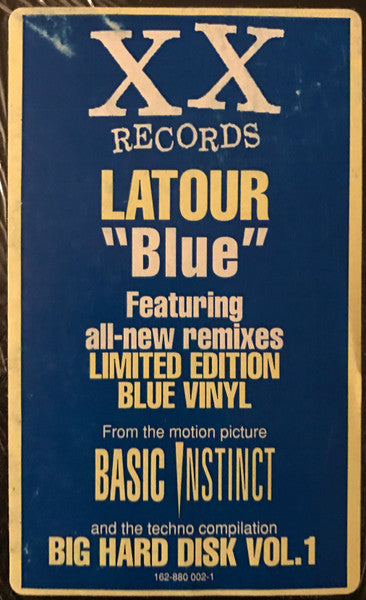 XX
RECORDS
LATOUR
"Blue"
Featuring
all-new remixes
LIMITED EDITION
BLUE VINYL
From the motion picture
BASIC INSTINCT
and the techno compilation
BIG HARD DISK VOL.1
162-880 002-1